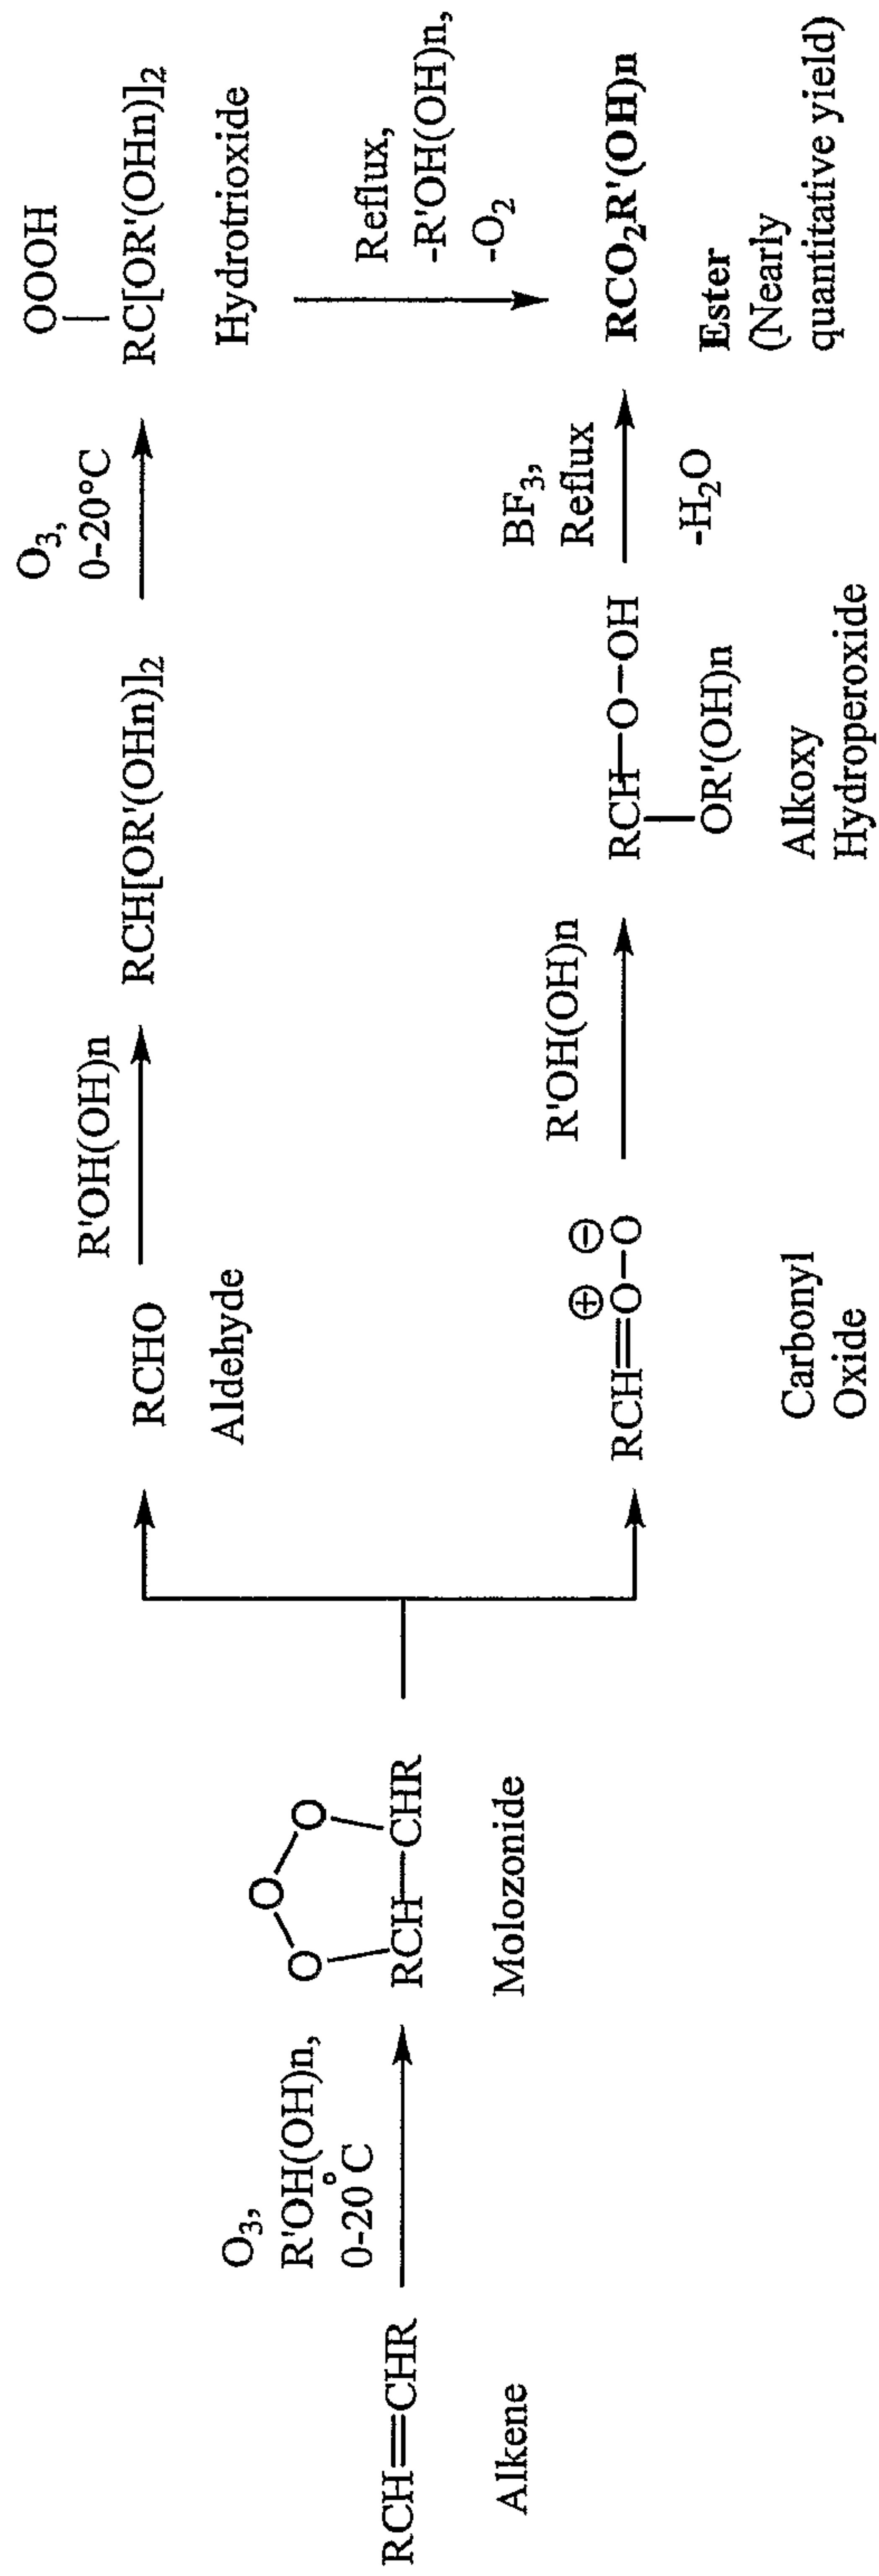 RCH=CHR
Alkene
O3,
R'OH(OH)n,
0-20°C
O
O
O
RCH—CHR
Molozonide
RCHO
Aldehyde
R'OH(OH)n
RCH[OR'(OHn)]2
O3,
0-20°C
OOOH
RC[OR'(OHn)]2
Hydrotrioxide
Reflux,
-R'OH(OH)n,
-O2
RCH=O–O
⊕ ⊖
Carbonyl
Oxide
R'OH(OH)n
RCH–O–OH
OR'(OH)n
Alkoxy
Hydroperoxide
BF3,
Reflux
-H2O
RCO2R'(OH)n
Ester
(Nearly
quantitative yield)